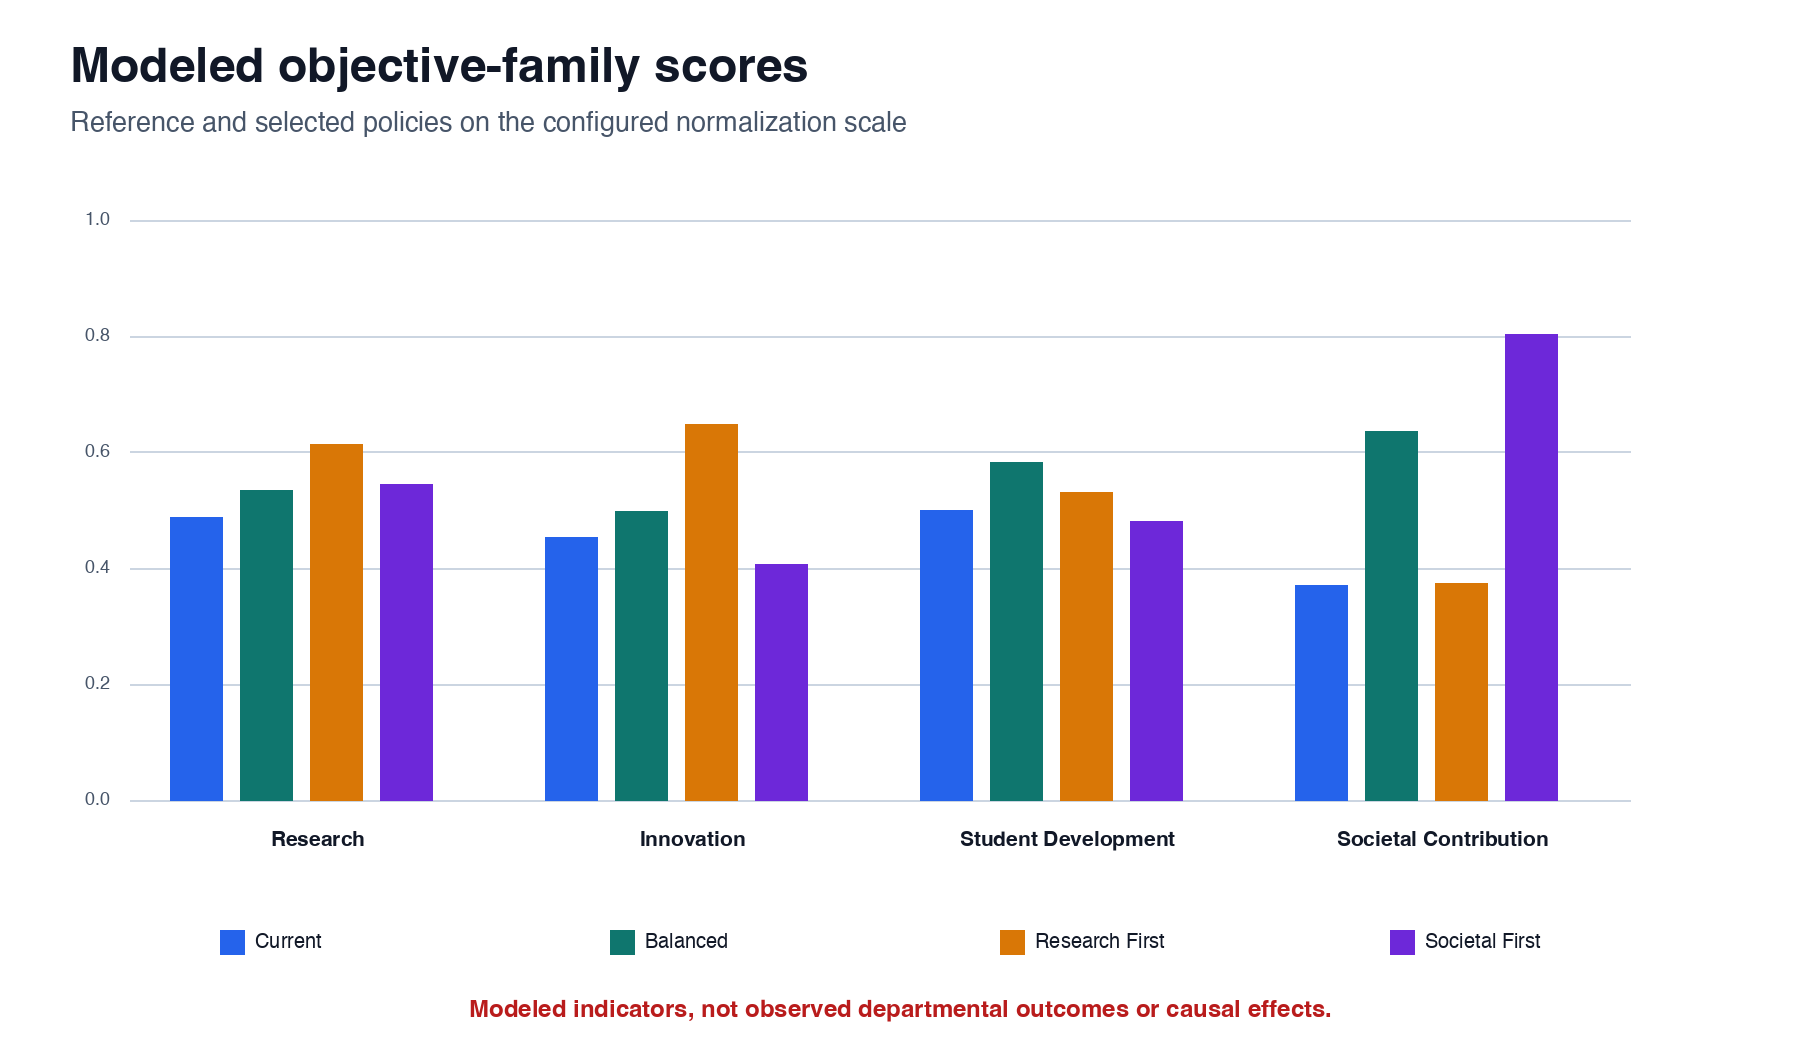 Modeled objective-family scores
Reference and selected policies on the configured normalization scale
1.0
0.8
0.6
0.4
0.2
0.0
Research
Innovation
Student Development
Societal Contribution
Current
Balanced
Research First
Societal First
Modeled indicators, not observed departmental outcomes or causal effects.